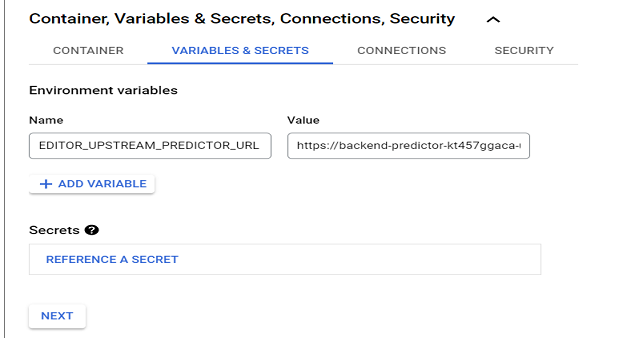 Container, Variables & Secrets, Connections, Security
CONTAINER VARIABLES & SECRETS CONNECTIONS SECURITY
Environment variables
Name Value
EDITOR_UPSTREAM_PREDICTOR_URL https://backend-predictor-kt457ggaca-
+ ADD VARIABLE
Secrets ?
REFERENCE A SECRET
NEXT